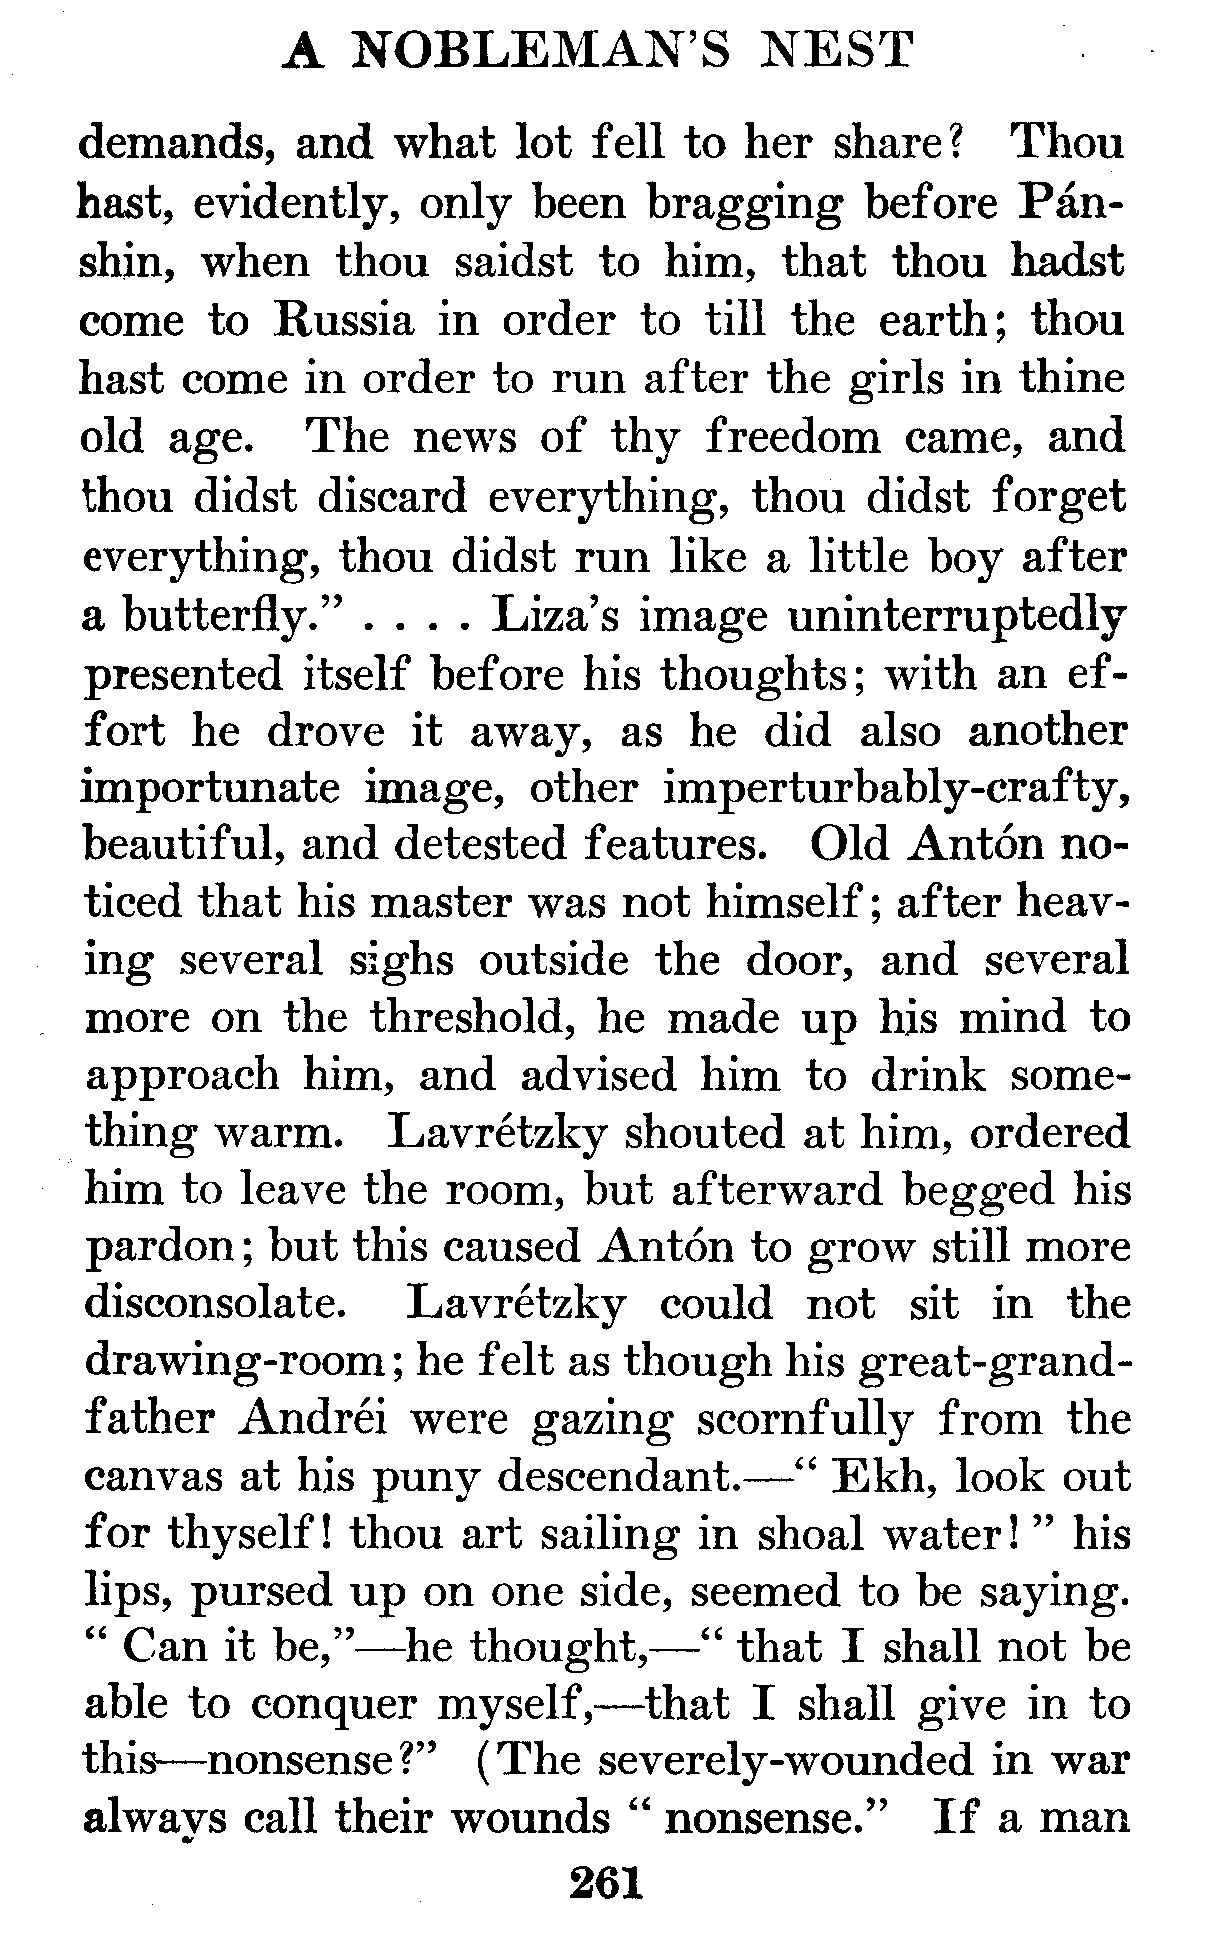 A NOBLEMAN'S NEST
demands, and what lot fell to her share? Thou
hast, evidently, only been bragging before Pán-
shin, when thou saidst to him, that thou hadst
come to Russia in order to till the earth; thou
hast come in order to run after the girls in thine
old age. The news of thy freedom came, and
thou didst discard everything, thou didst forget
everything, thou didst run like a little boy after
a butterfly." . . . . Liza's image uninterruptedly
presented itself before his thoughts; with an ef-
fort he drove it away, as he did also another
importunate image, other imperturbably-crafty,
beautiful, and detested features. Old Antón no-
ticed that his master was not himself; after heav-
ing several sighs outside the door, and several
more on the threshold, he made up his mind to
approach him, and advised him to drink some-
thing warm. Lavrétzky shouted at him, ordered
him to leave the room, but afterward begged his
pardon; but this caused Antón to grow still more
disconsolate. Lavrétzky could not sit in the
drawing-room; he felt as though his great-grand-
father Andréi were gazing scornfully from the
canvas at his puny descendant.—" Ekh, look out
for thyself! thou art sailing in shoal water! " his
lips, pursed up on one side, seemed to be saying.
" Can it be,"—he thought,—" that I shall not be
able to conquer myself,—that I shall give in to
this—nonsense?" (The severely-wounded in war
always call their wounds " nonsense." If a man
261